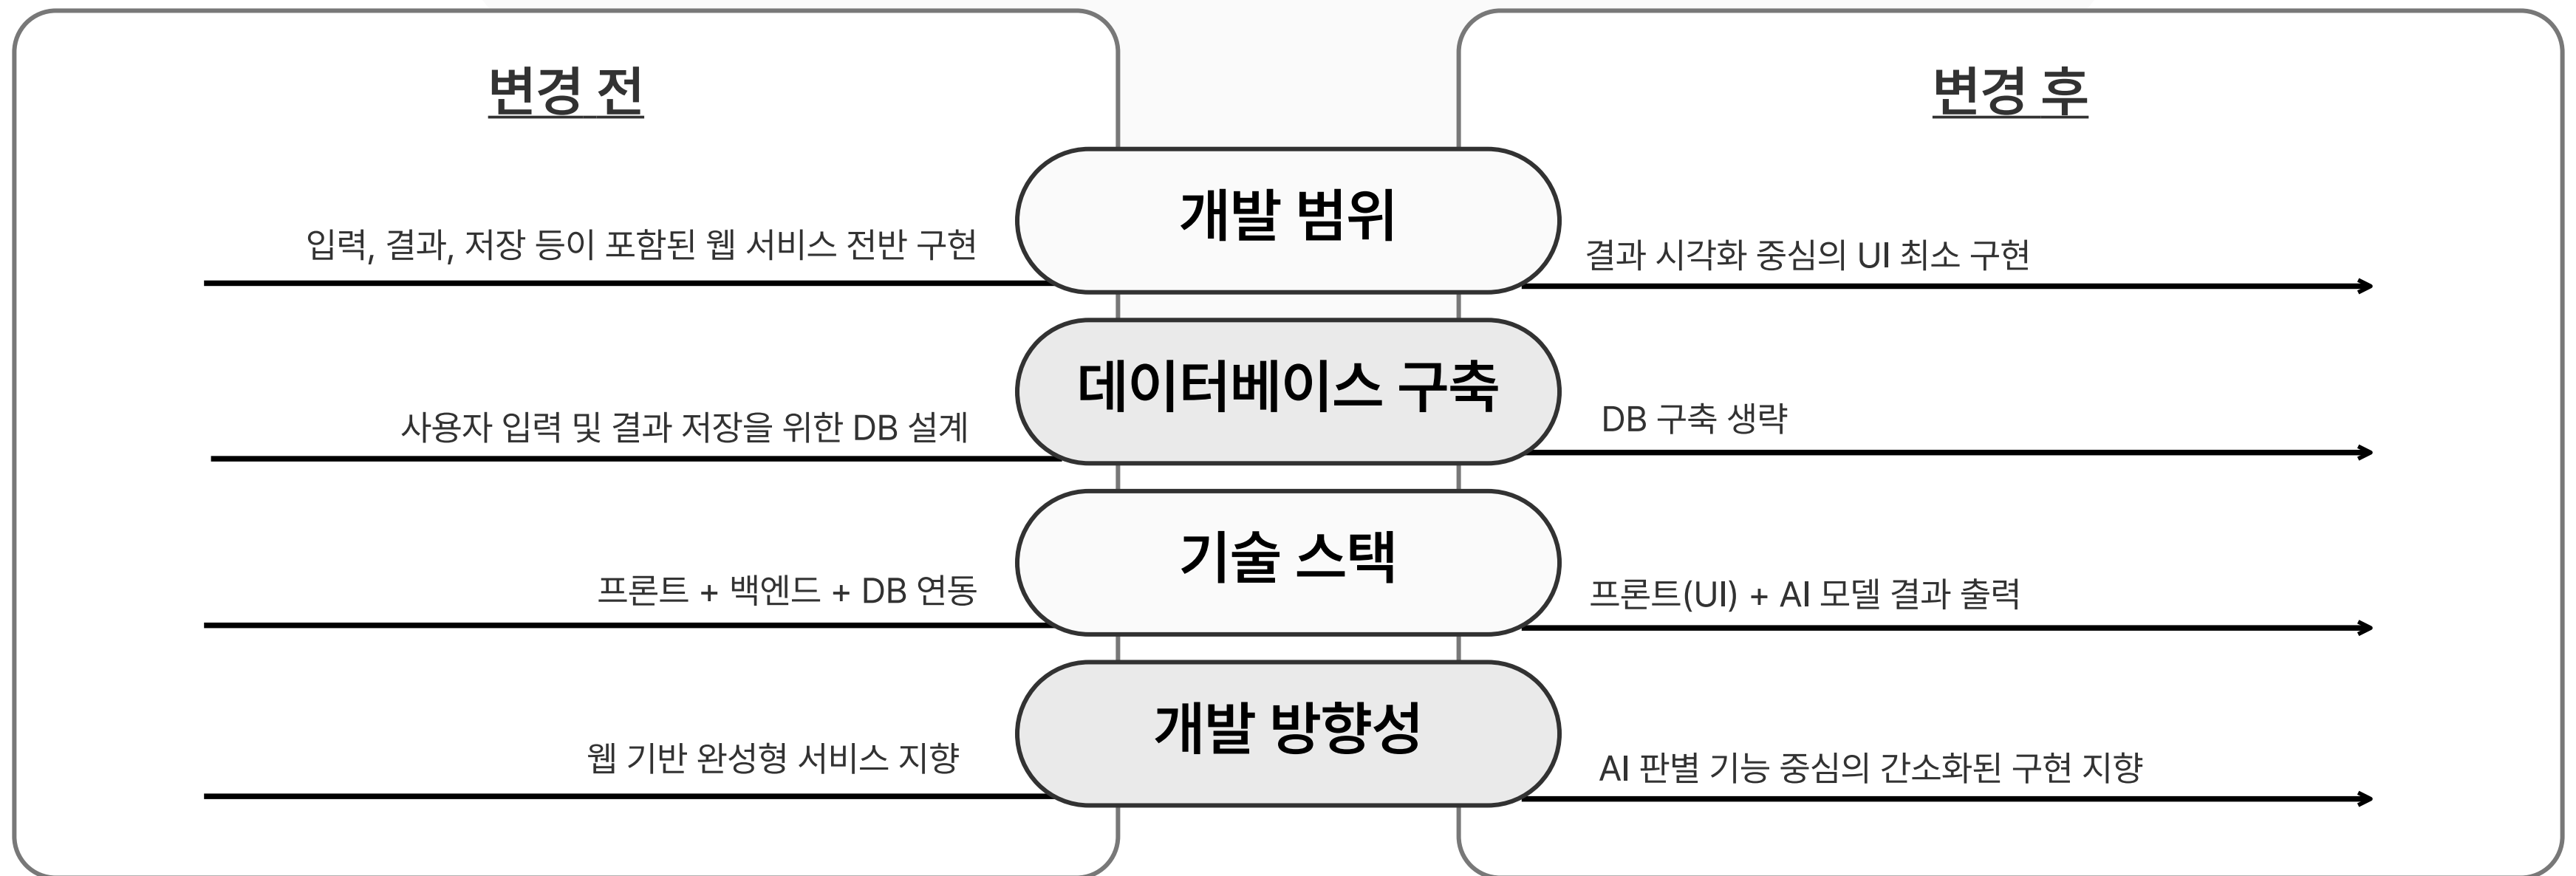 변경 전
변경 후
개발 범위
입력, 결과, 저장 등이 포함된 웹 서비스 전반 구현
결과 시각화 중심의 UI 최소 구현
데이터베이스 구축
사용자 입력 및 결과 저장을 위한 DB 설계
DB 구축 생략
기술 스택
프론트 + 백엔드 + DB 연동
프론트(UI) + AI 모델 결과 출력
개발 방향성
웹 기반 완성형 서비스 지향
AI 판별 기능 중심의 간소화된 구현 지향